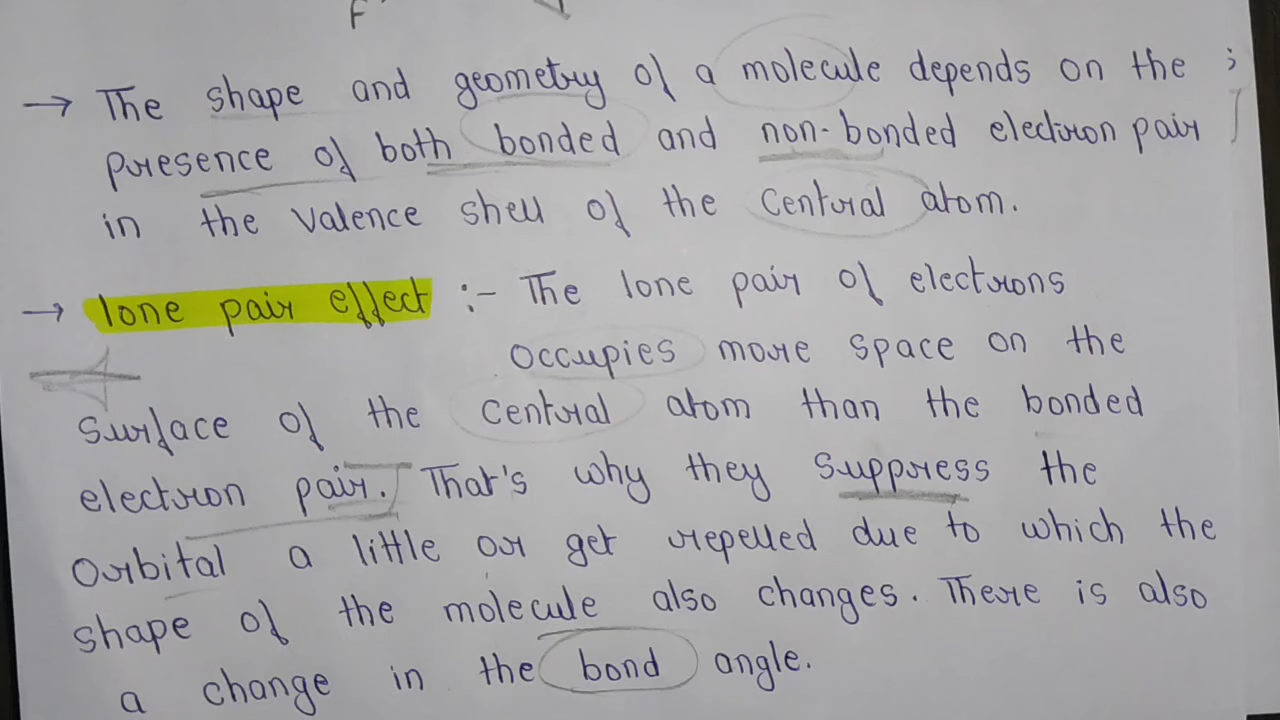 F
→ The shape and geometry of a molecule depends on the ;
presence of both bonded and non-bonded electron pair
in the valence shell of the central atom.
→ lone pair effect :- The lone pair of electrons
occupies more space on the
surface of the central atom than the bonded
electron pair. That's why they suppress the
orbital a little or get repelled due to which the
shape of the molecule also changes. There is also
a change in the bond angle.